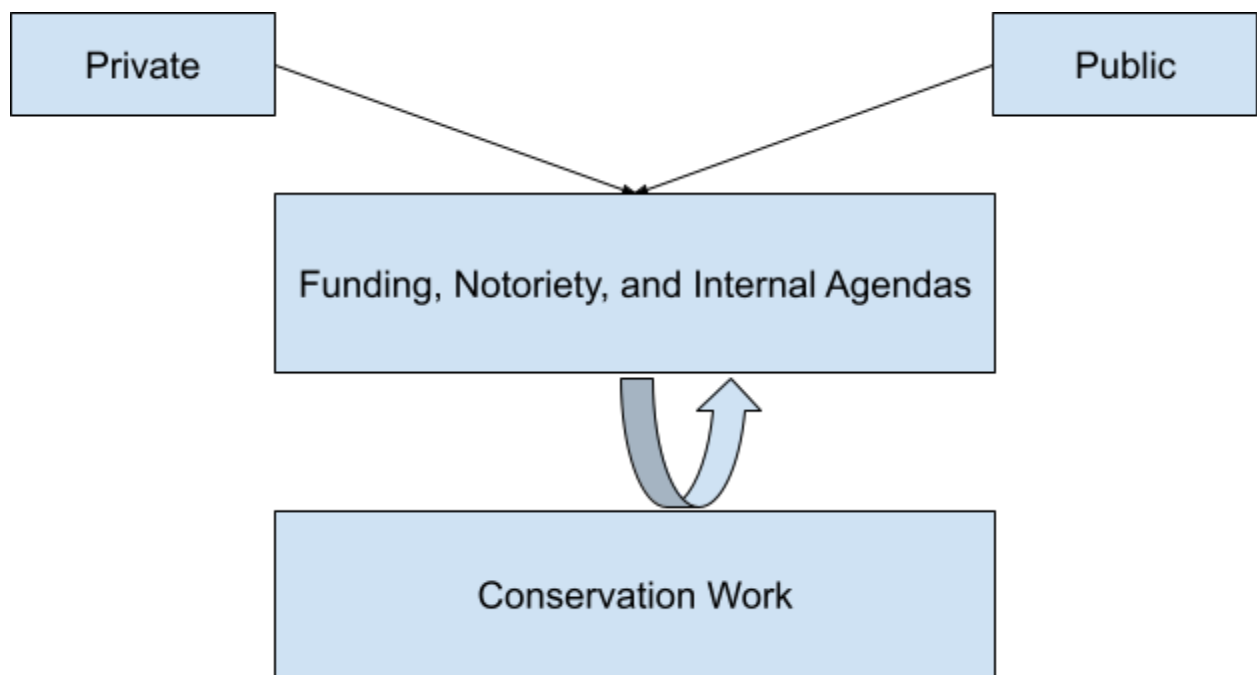 Private
Public
Funding, Notoriety, and Internal Agendas
Conservation Work